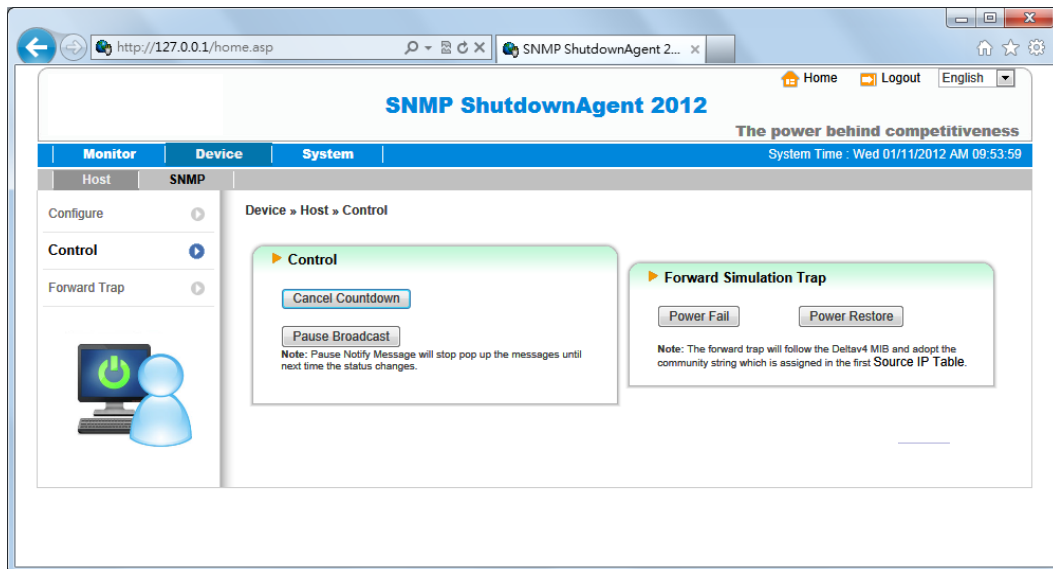 http://127.0.0.1/home.asp
SNMP ShutdownAgent 2... ×
Home Logout English
SNMP ShutdownAgent 2012
The power behind competitiveness
Monitor Device System System Time : Wed 01/11/2012 AM 09:53:59
Host SNMP
Configure
Control
Forward Trap
Device » Host » Control
Control
Cancel Countdown
Pause Broadcast
Note: Pause Notify Message will stop pop up the messages until
next time the status changes.
Forward Simulation Trap
Power Fail Power Restore
Note: The forward trap will follow the Deltav4 MIB and adopt the
community string which is assigned in the first Source IP Table.